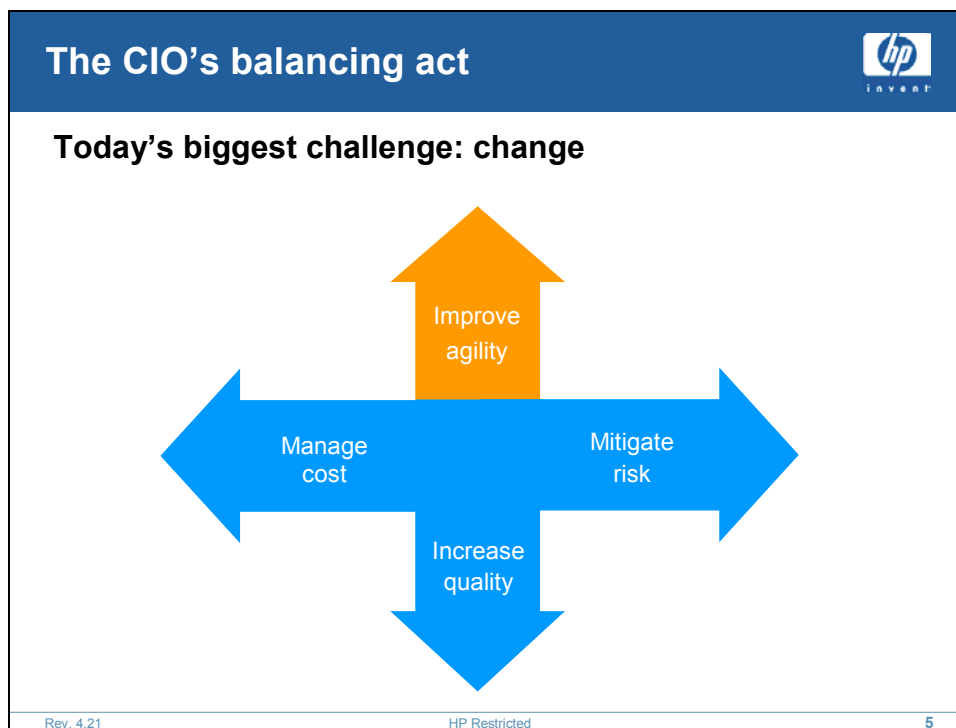 The CIO’s balancing act
hp
invent
Today’s biggest challenge: change
Improve
agility
Manage
cost
Mitigate
risk
Increase
quality
Rev. 4.21
HP Restricted
5